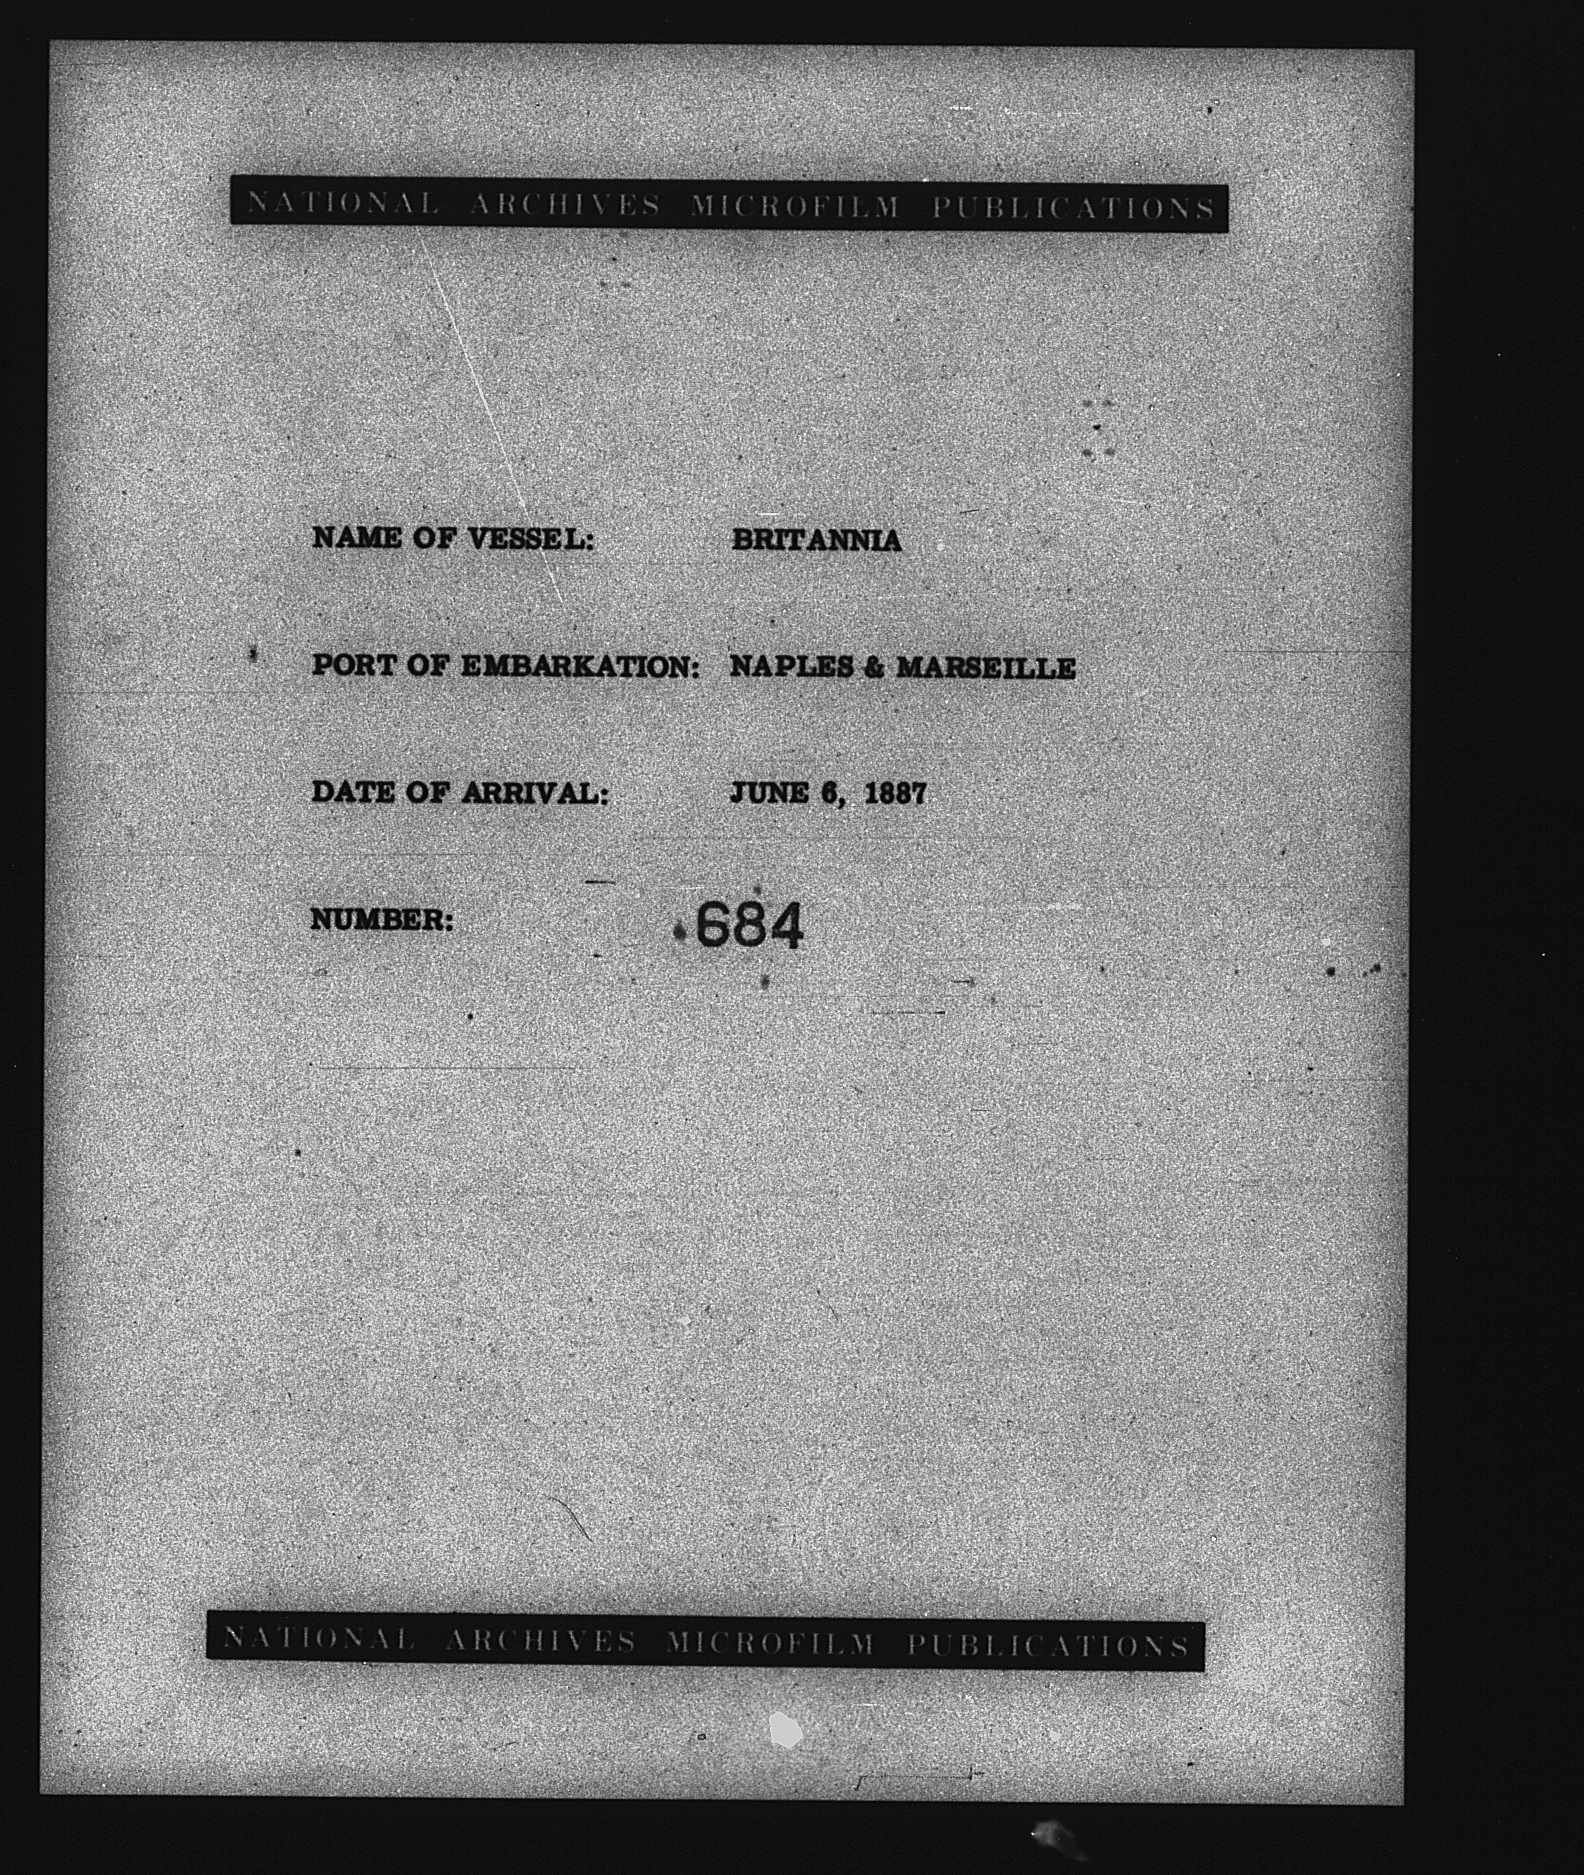 NATIONAL ARCHIVES MICROFILM PUBLICATIONS
NAME OF VESSEL: BRITANNIA
PORT OF EMBARKATION: NAPLES & MARSEILLE
DATE OF ARRIVAL: JUNE 6, 1887
NUMBER: 684
NATIONAL ARCHIVES MICROFILM PUBLICATIONS